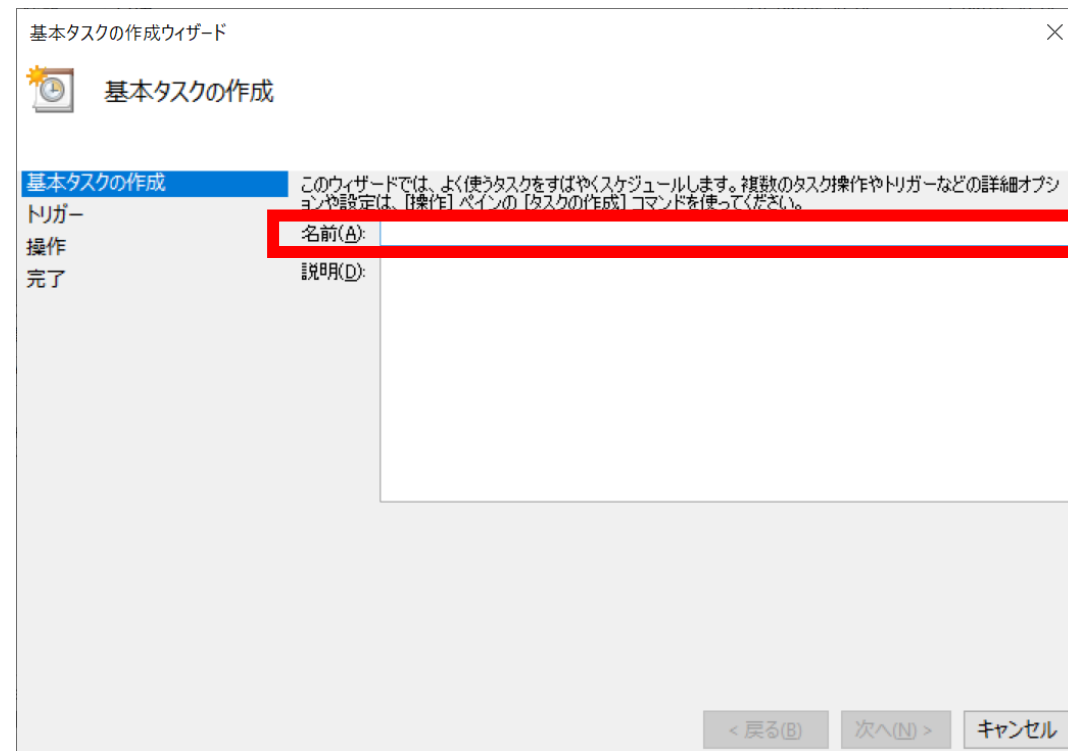 基本タスクの作成ウィザード
基本タスクの作成
基本タスクの作成
トリガー
操作
完了
このウィザードでは、よく使うタスクをすばやくスケジュールします。複数のタスク操作やトリガーなどの詳細オプシ
ョンや設定は、[操作] ペインの [タスクの作成] コマンドを使ってください。
名前(A):
説明(D):
< 戻る(B)
次へ(N) >
キャンセル